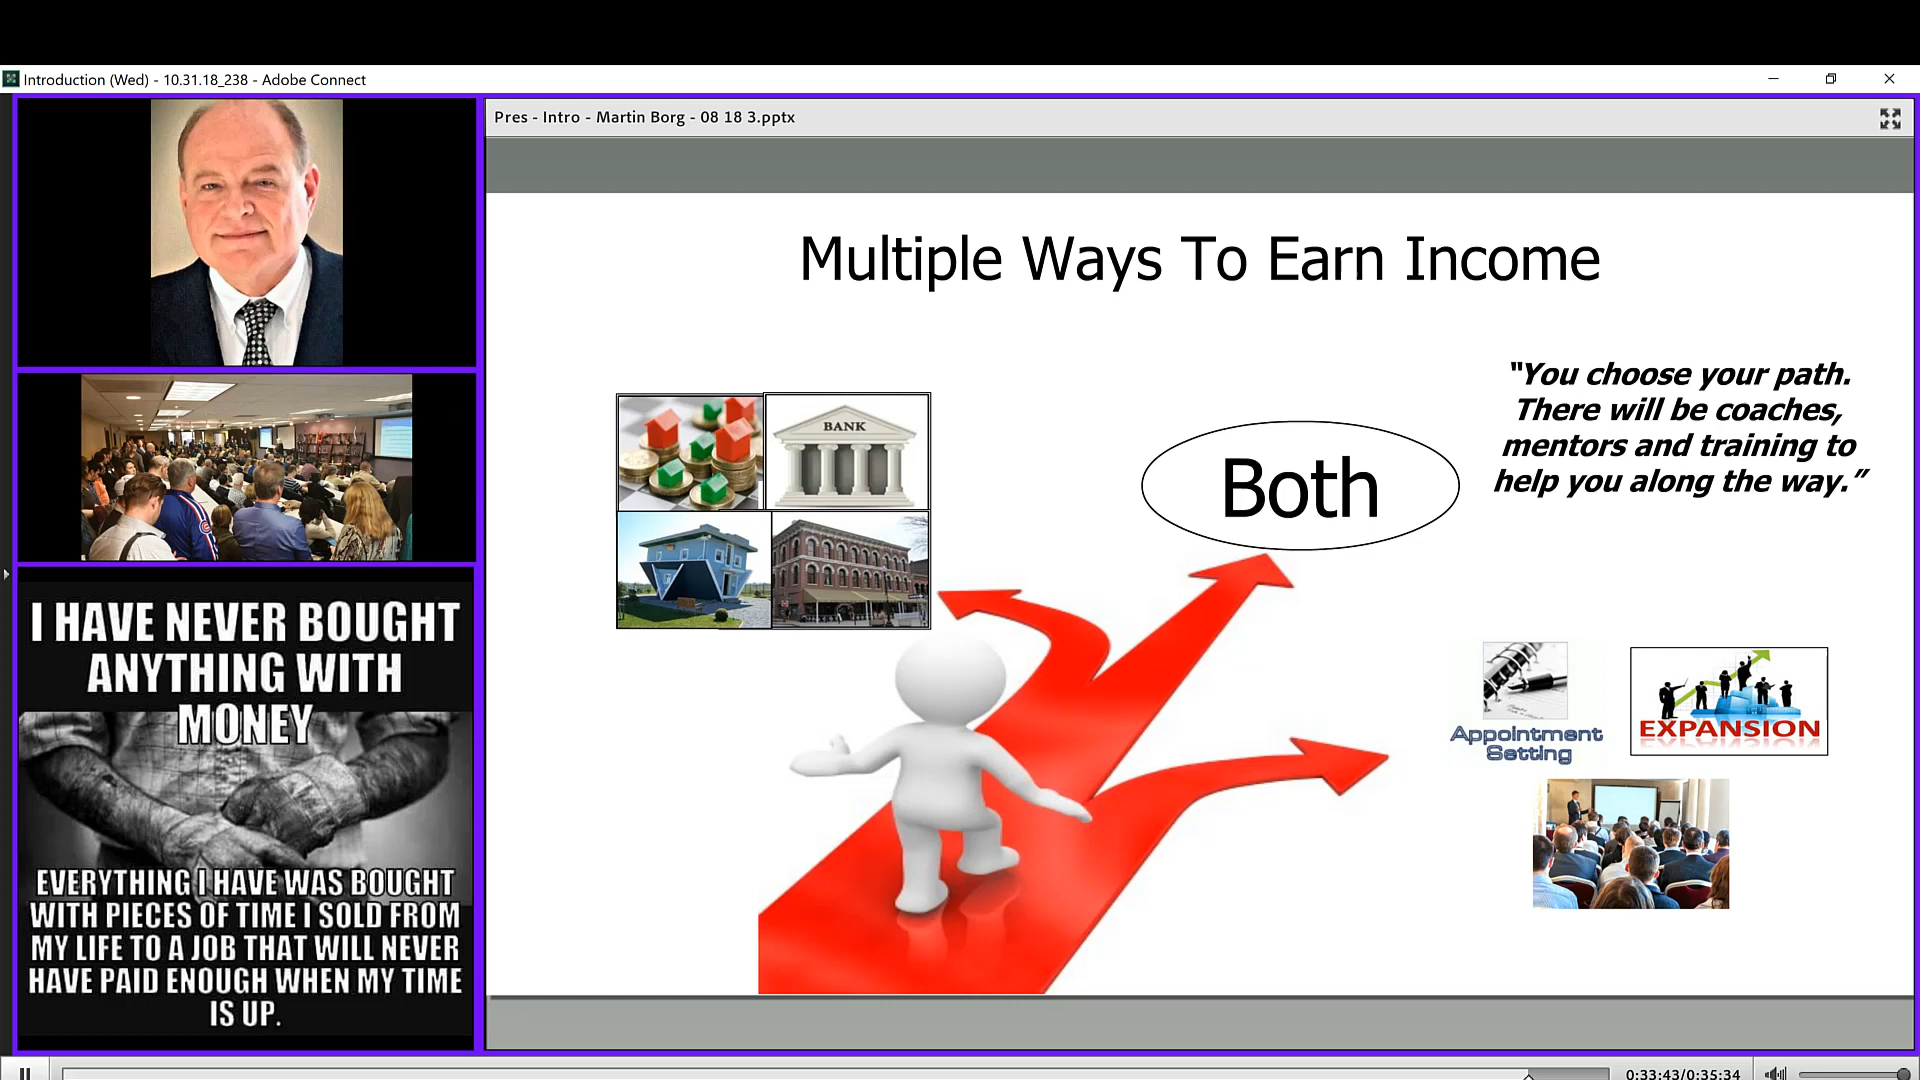 Introduction (Wed) - 10.31.18_238 - Adobe Connect
Pres - Intro - Martin Borg - 08 18 3.pptx
Multiple Ways To Earn Income
“You choose your path.
There will be coaches,
mentors and training to
help you along the way.”
BANK
Both
Appointment
Setting
EXPANSION
I HAVE NEVER BOUGHT
ANYTHING WITH
MONEY
EVERYTHING I HAVE WAS BOUGHT
WITH PIECES OF TIME I SOLD FROM
MY LIFE TO A JOB THAT WILL NEVER
HAVE PAID ENOUGH WHEN MY TIME
IS UP.
0:33:43/0:35:34